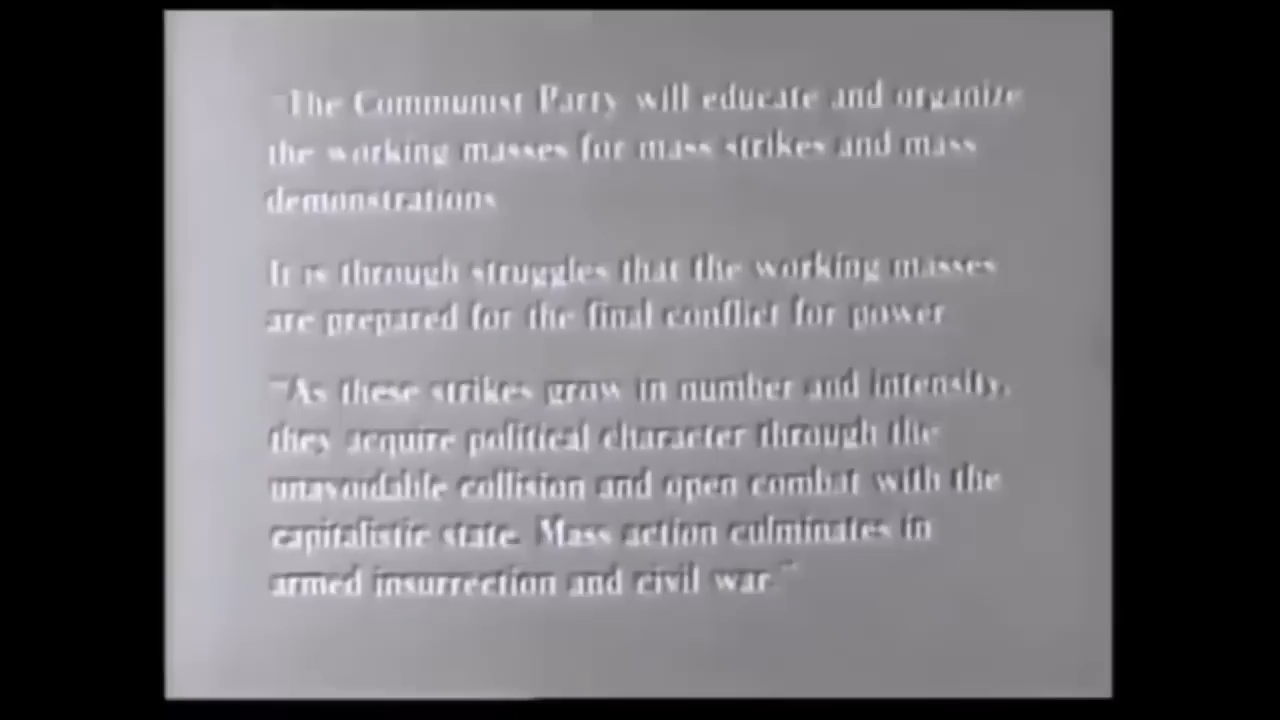 "The Communist Party will educate and organize
the working masses for mass strikes and mass
demonstrations
It is through struggles that the working masses
are prepared for the final conflict for power
"As these strikes grow in number and intensity,
they acquire political character through the
unavoidable collision and open combat with the
capitalistic state. Mass action culminates in
armed insurrection and civil war."